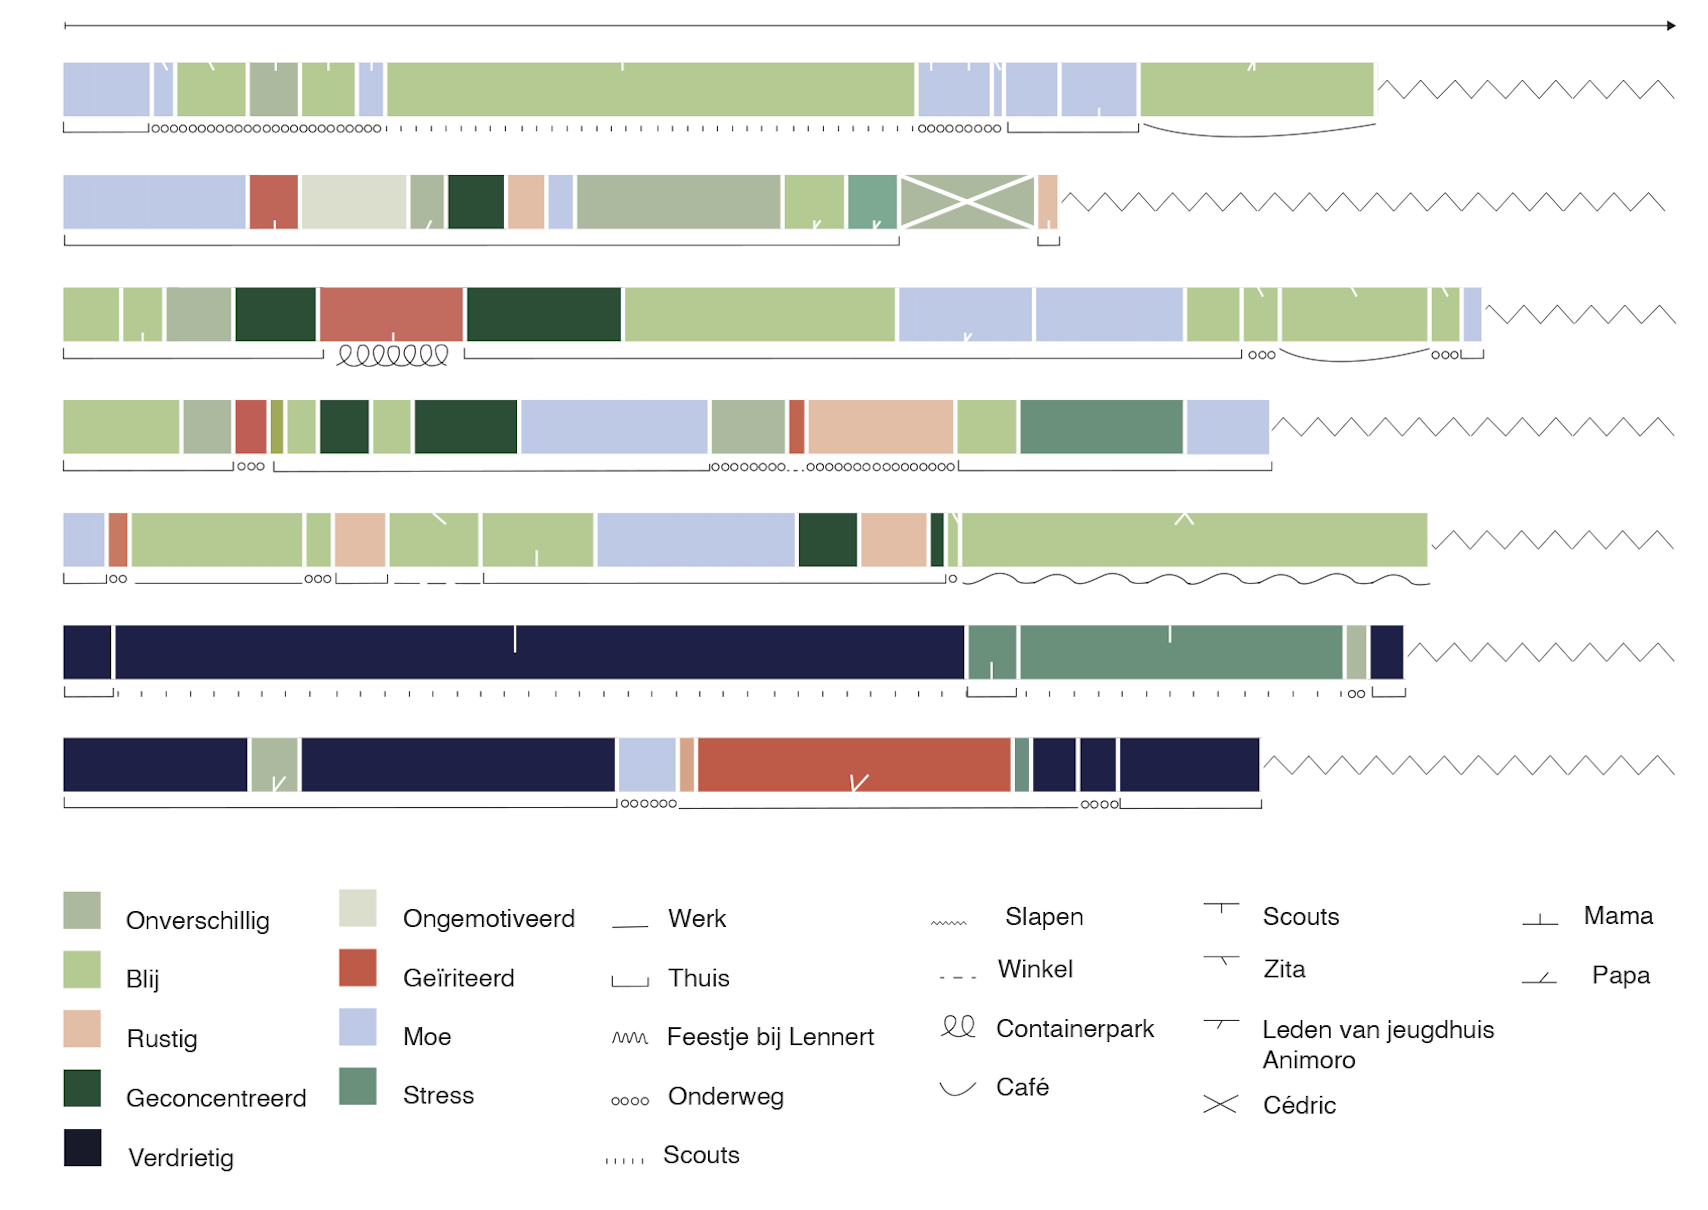 Onverschillig
Blij
Rustig
Geconcentreerd
Verdrietig
Ongemotiveerd
Geïriteerd
Moe
Stress
Werk
Thuis
Feestje bij Lennert
Onderweg
Scouts
Slapen
Winkel
Containerpark
Café
Scouts
Zita
Leden van jeugdhuis
Animoro
Cédric
Mama
Papa